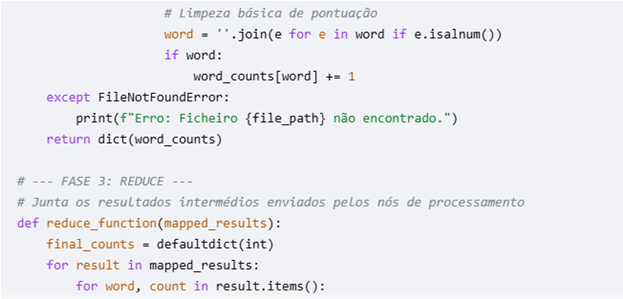 # Limpeza básica de pontuação
word = ''.join(e for e in word if e.isalnum())
if word:
word_counts[word] += 1
except FileNotFoundError:
print(f"Erro: Ficheiro {file_path} não encontrado.")
return dict(word_counts)
# --- FASE 3: REDUCE ---
# Junta os resultados intermédios enviados pelos nós de processamento
def reduce_function(mapped_results):
final_counts = defaultdict(int)
for result in mapped_results:
for word, count in result.items():